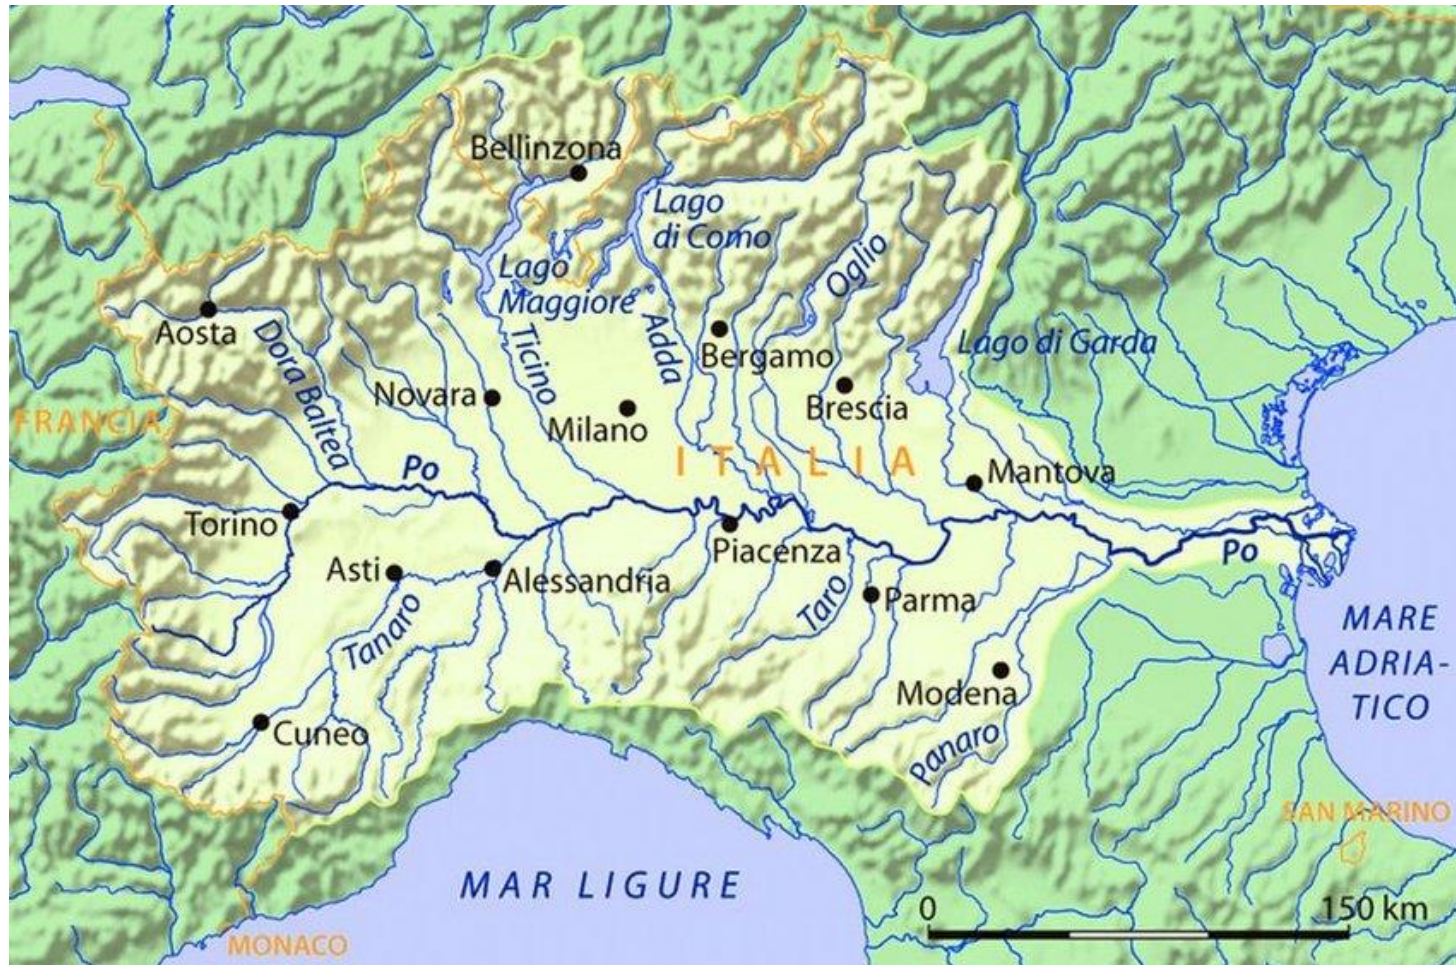 Bellinzona
Lago
di Como
Lago
Maggiore
Oglio
Aosta
Dora Baltea
Ticino
Adda
Bergamo
Lago di Garda
Novara
Milano
Brescia
FRANCIA
ITALIA
Po
Mantova
Torino
Piacenza
Po
Asti
Alessandria
Taro
Parma
Tanaro
MARE
ADRIA-
TICO
Modena
Cuneo
Panaro
SAN MARINO
MAR LIGURE
0
150 km
MONACO